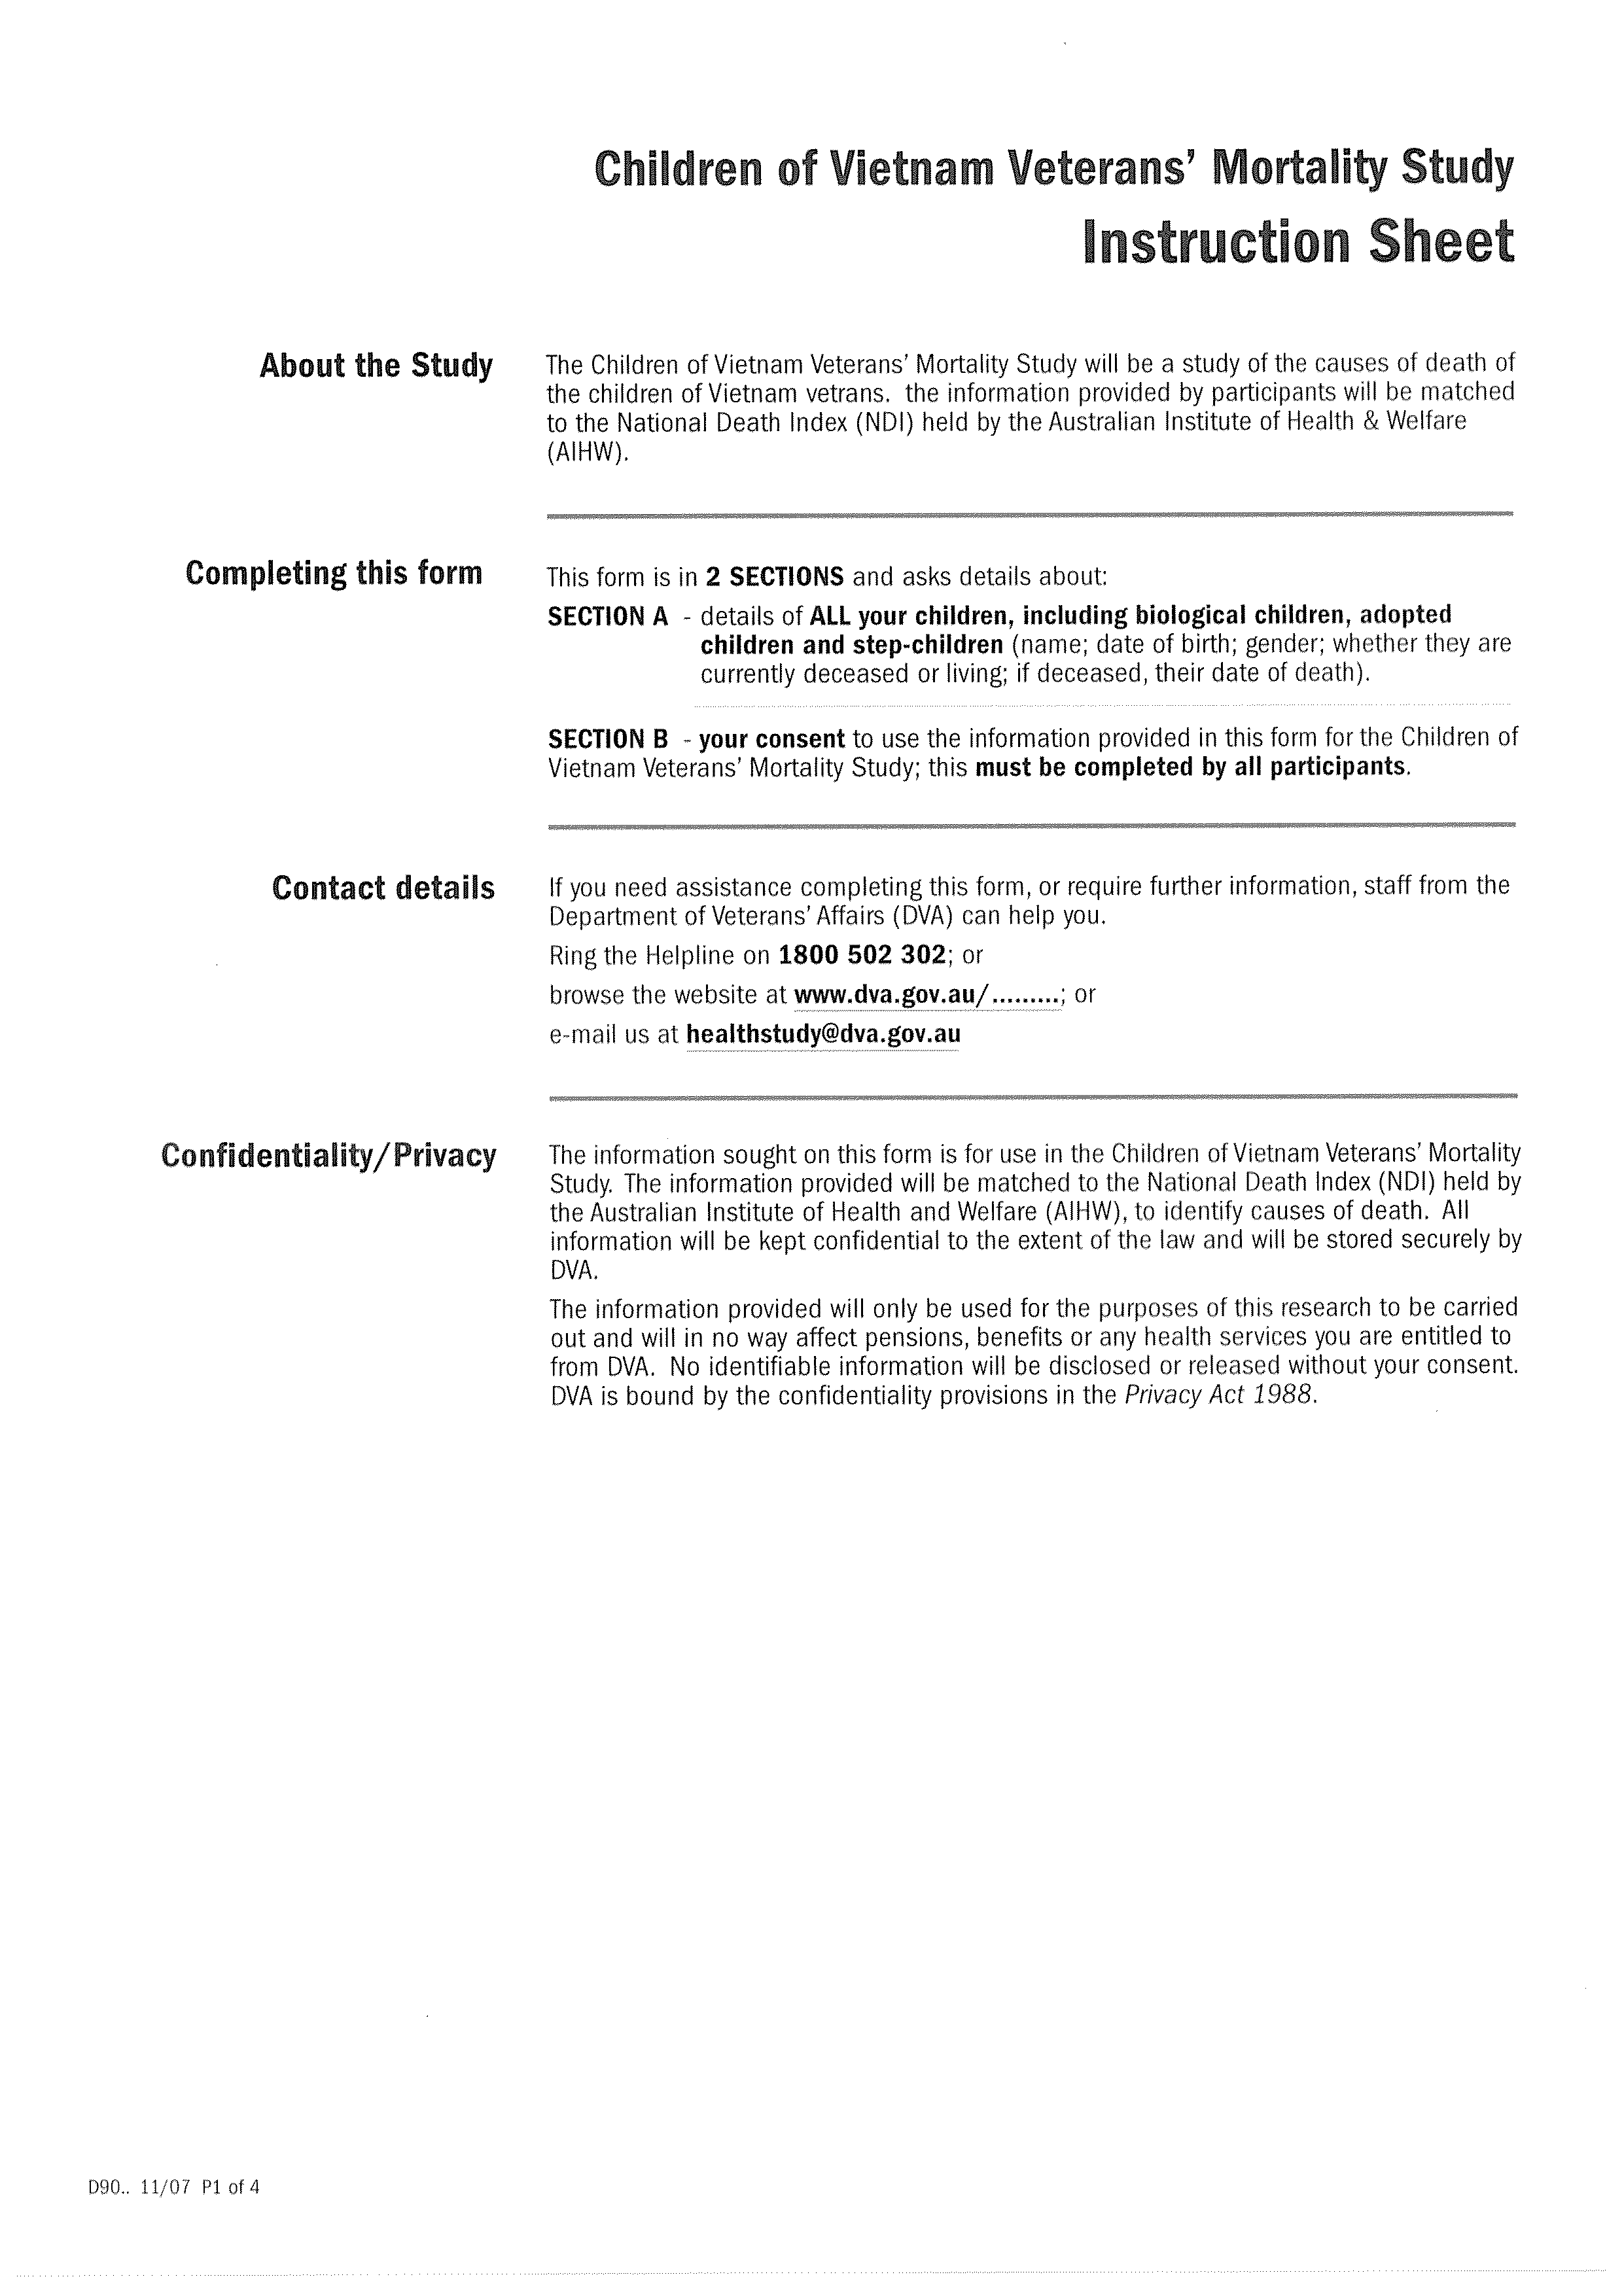 Children of Vietnam Veterans' Mortality Study
Instruction Sheet
About the Study
The Children of Vietnam Veterans' Mortality Study will be a study of the causes of death of
the children of Vietnam vetrans. the information provided by participants will be matched
to the National Death Index (NDI) held by the Australian Institute of Health & Welfare
(AIHW).
Completing this form
This form is in 2 SECTIONS and asks details about:
SECTION A - details of ALL your children, including biological children, adopted
children and step-children (name; date of birth; gender; whether they are
currently deceased or living; if deceased, their date of death).
SECTION B - your consent to use the information provided in this form for the Children of
Vietnam Veterans' Mortality Study; this must be completed by all participants.
Contact details
If you need assistance completing this form, or require further information, staff from the
Department of Veterans' Affairs (DVA) can help you.
Ring the Helpline on 1800 502 302; or
browse the website at www.dva.gov.au/.........; or
e-mail us at healthstudy@dva.gov.au
Confidentiality/Privacy
The information sought on this form is for use in the Children of Vietnam Veterans' Mortality
Study. The information provided will be matched to the National Death Index (NDI) held by
the Australian Institute of Health and Welfare (AIHW), to identify causes of death. All
information will be kept confidential to the extent of the law and will be stored securely by
DVA.
The information provided will only be used for the purposes of this research to be carried
out and will in no way affect pensions, benefits or any health services you are entitled to
from DVA. No identifiable information will be disclosed or released without your consent.
DVA is bound by the confidentiality provisions in the Privacy Act 1988.
D90.. 11/07 P1 of 4